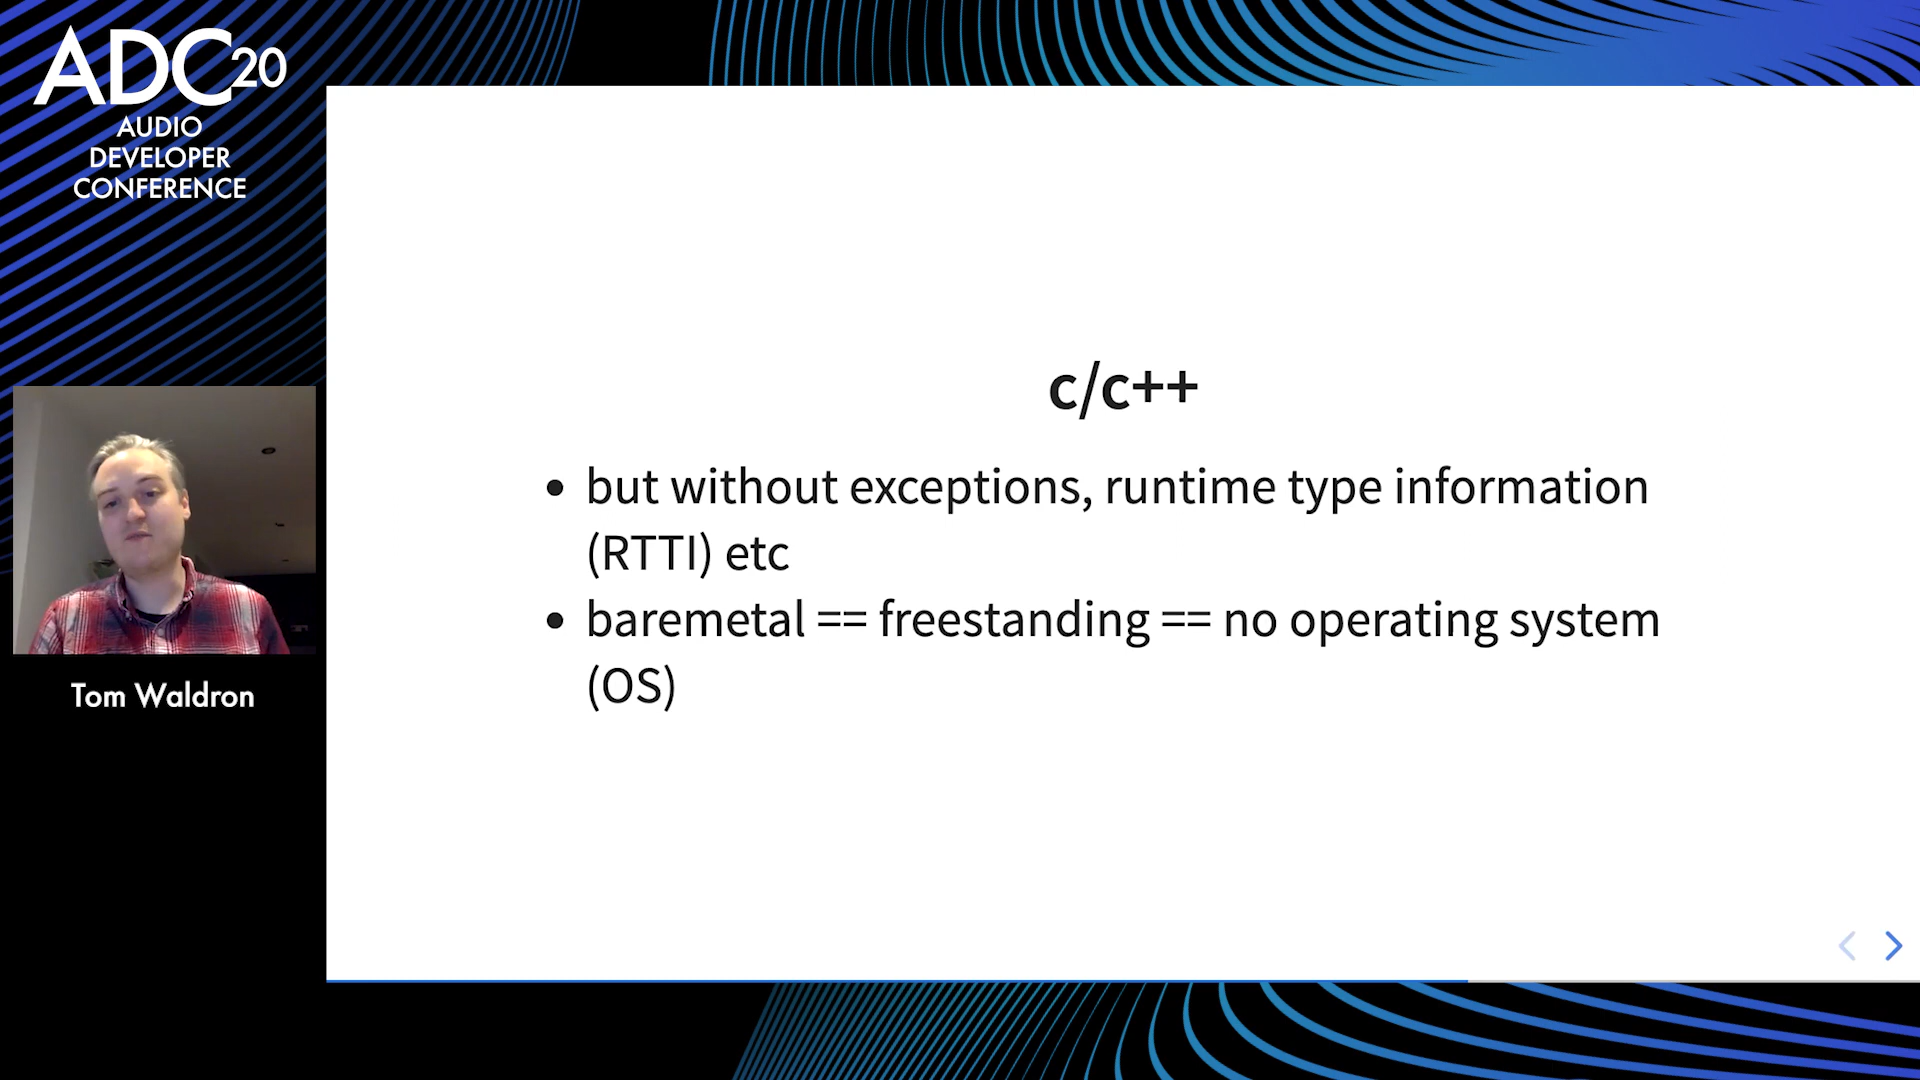 ADC20
AUDIO
DEVELOPER
CONFERENCE
c/c++
• but without exceptions, runtime type information
(RTTI) etc
• baremetal == freestanding == no operating system
(OS)
Tom Waldron